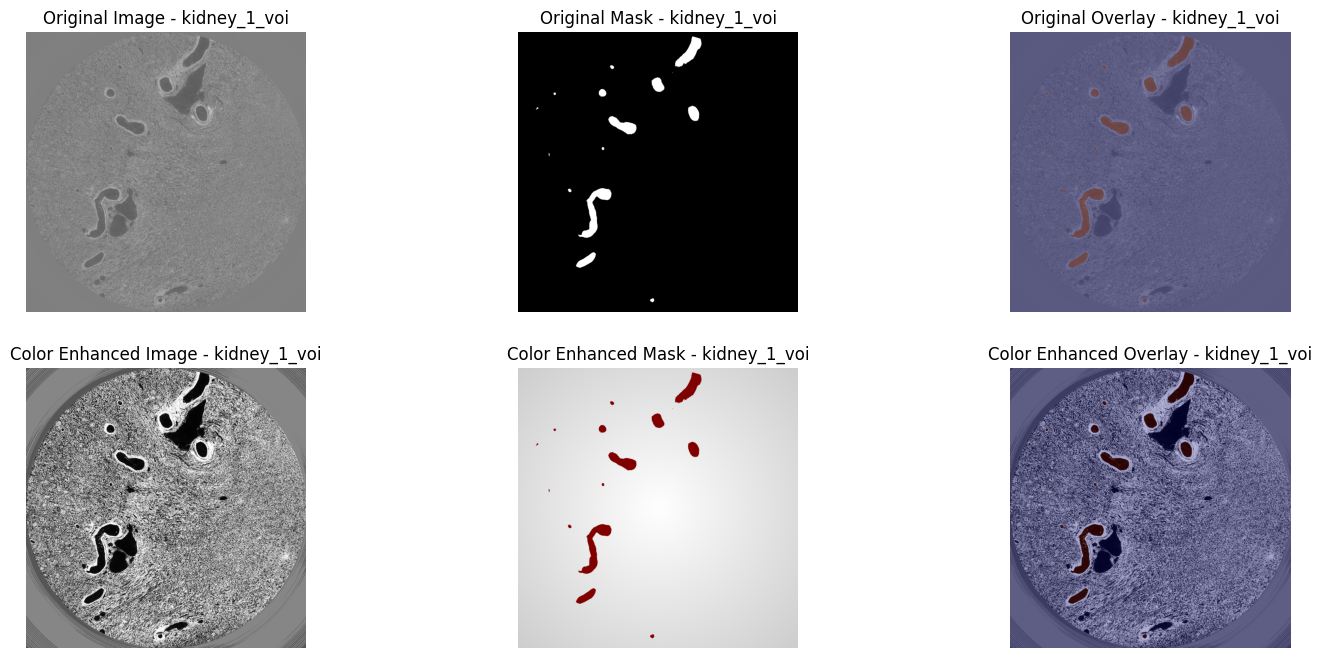 Original Image - kidney_1_voi
Original Mask - kidney_1_voi
Original Overlay - kidney_1_voi
Color Enhanced Image - kidney_1_voi
Color Enhanced Mask - kidney_1_voi
Color Enhanced Overlay - kidney_1_voi